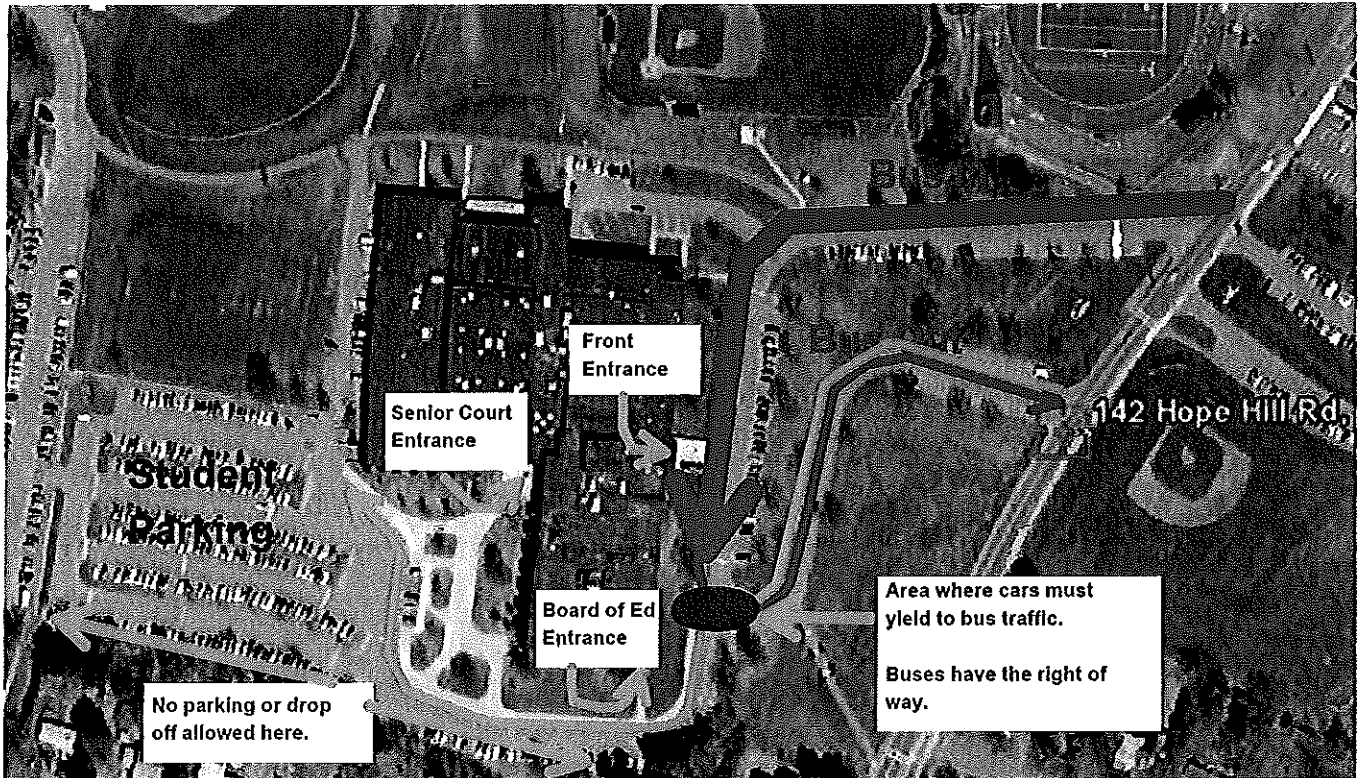 Front
Entrance
Senior Court
Entrance
142 Hope Hill Rd.
Student
Parking
Board of Ed
Entrance
Area where cars must
yield to bus traffic.
Buses have the right of
way.
No parking or drop
off allowed here.